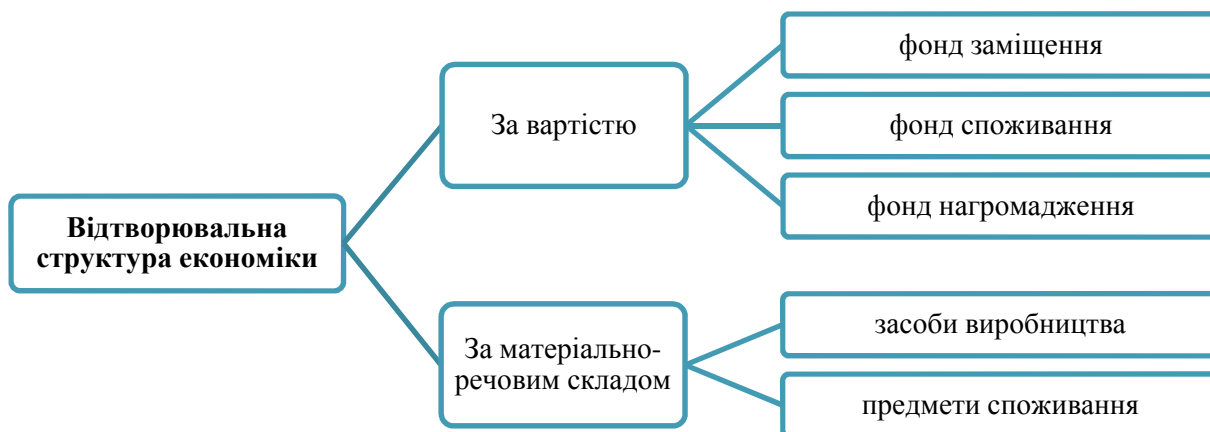 Відтворювальна
структура економіки
За вартістю
фонд заміщення
фонд споживання
фонд нагромадження
За матеріально-
речовим складом
засоби виробництва
предмети споживання